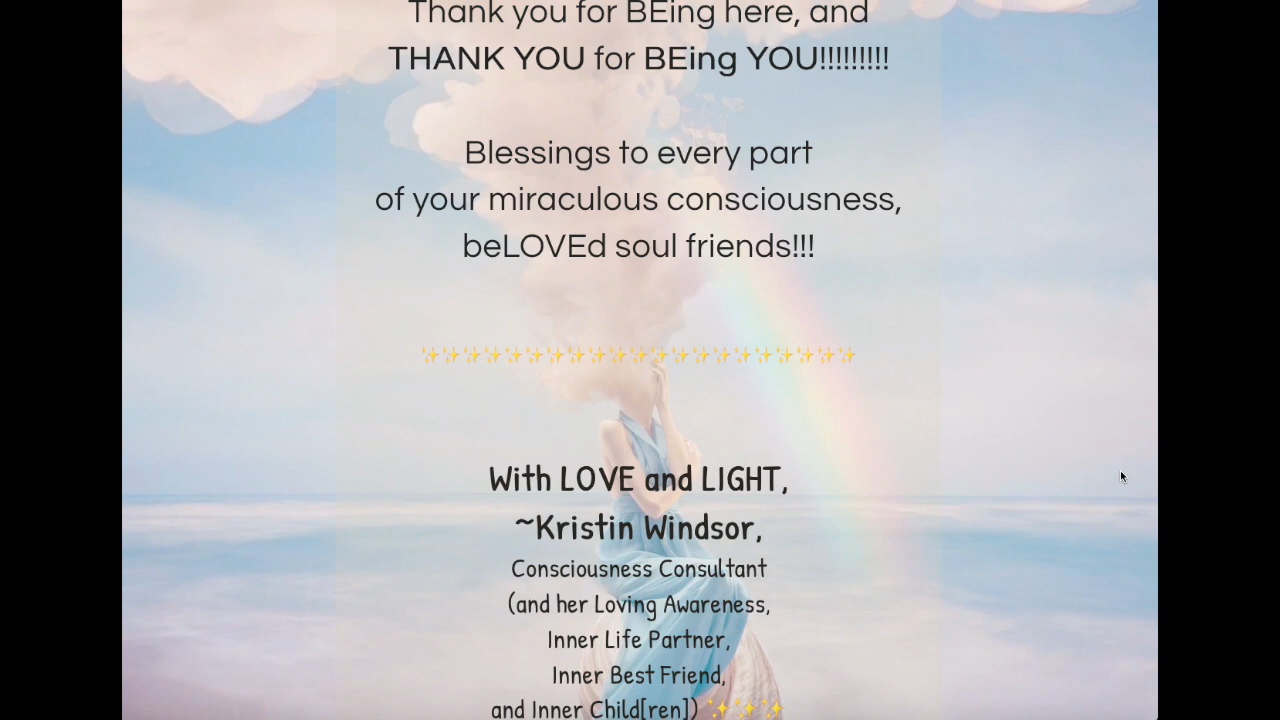 Thank you for BEing here, and
THANK YOU for BEing YOU!!!!!!!!!
Blessings to every part
of your miraculous consciousness,
beLOVEd soul friends!!!
✨✨✨✨✨✨✨✨✨✨✨✨✨✨✨✨✨✨✨✨✨
With LOVE and LIGHT,
~Kristin Windsor,
Consciousness Consultant
(and her Loving Awareness,
Inner Life Partner,
Inner Best Friend,
and Inner Child[ren]) ✨✨✨